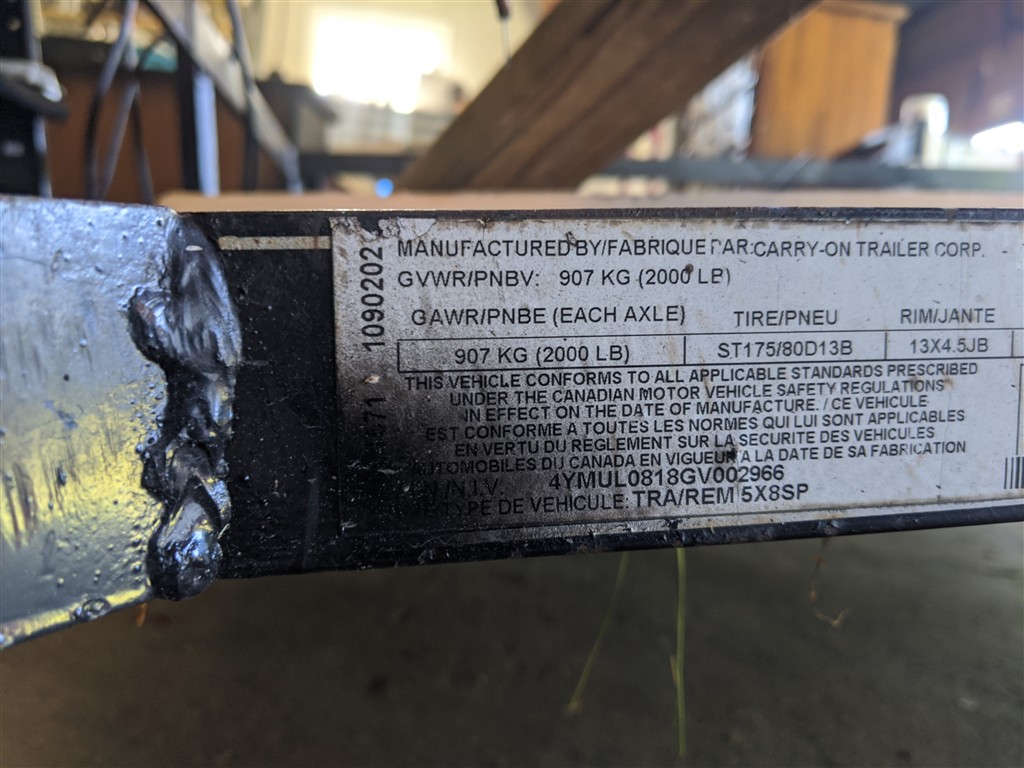 MANUFACTURED BY/FABRIQUE PAR:CARRY-ON TRAILER CORP.
GVWR/PNBV: 907 KG (2000 LB)
GAWR/PNBE (EACH AXLE) TIRE/PNEU RIM/JANTE
907 KG (2000 LB) ST175/80D13B 13X4.5JB
THIS VEHICLE CONFORMS TO ALL APPLICABLE STANDARDS PRESCRIBED
UNDER THE CANADIAN MOTOR VEHICLE SAFETY REGULATIONS
IN EFFECT ON THE DATE OF MANUFACTURE. / CE VEHICULE
EST CONFORME A TOUTES LES NORMES QUI LUI SONT APPLICABLES
EN VERTU DU REGLEMENT SUR LA SECURITE DES VEHICULES
AUTOMOBILES DU CANADA EN VIGUEUR A LA DATE DE SA FABRICATION
N.I.V. 4YMUL0818GV002966
TYPE DE VEHICULE: TRA/REM 5X8SP
1090202